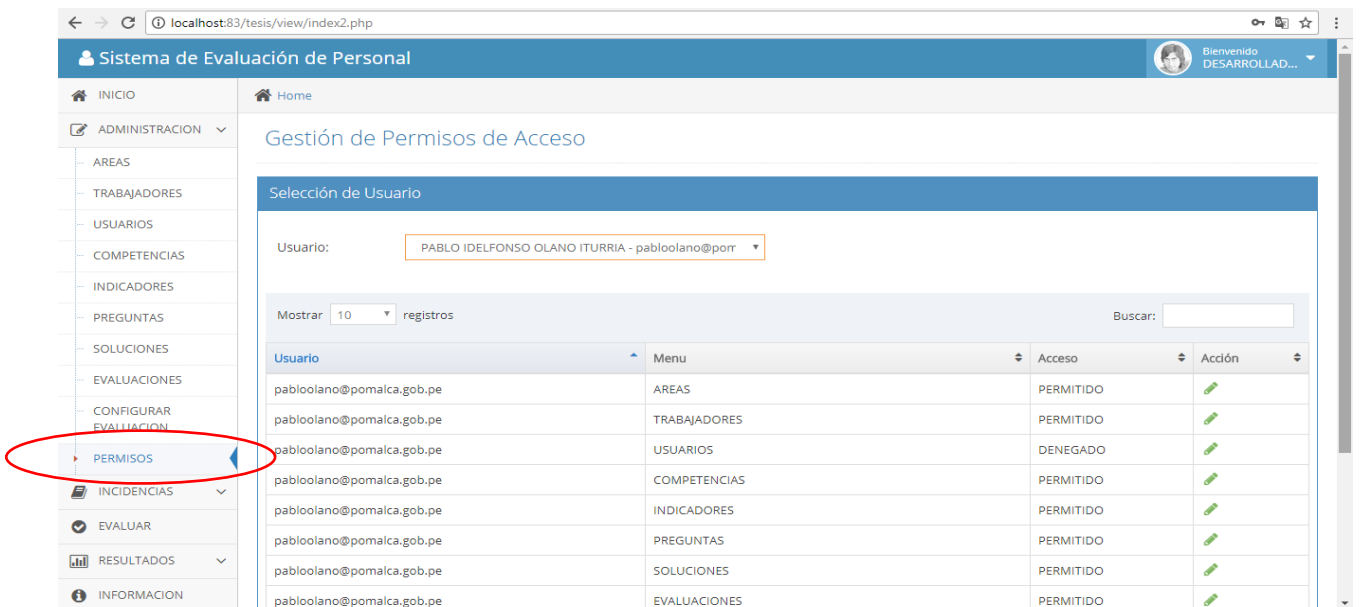 localhost:83/tesis/view/index2.php
Sistema de Evaluación de Personal
Bienvenido
DESARROLLAD...
INICIO
Home
ADMINISTRACION
AREAS
TRABAJADORES
USUARIOS
COMPETENCIAS
INDICADORES
PREGUNTAS
SOLUCIONES
EVALUACIONES
CONFIGURAR
EVALUACION
PERMISOS
INCIDENCIAS
EVALUAR
RESULTADOS
INFORMACION
Gestión de Permisos de Acceso
Selección de Usuario
Usuario: PABLO IDELFONSO OLANO ITURRIA - pabloolano@pom
Mostrar 10 registros Buscar:
Usuario Menu Acceso Acción
pabloolano@pomalca.gob.pe AREAS PERMITIDO
pabloolano@pomalca.gob.pe TRABAJADORES PERMITIDO
pabloolano@pomalca.gob.pe USUARIOS DENEGADO
pabloolano@pomalca.gob.pe COMPETENCIAS PERMITIDO
pabloolano@pomalca.gob.pe INDICADORES PERMITIDO
pabloolano@pomalca.gob.pe PREGUNTAS PERMITIDO
pabloolano@pomalca.gob.pe SOLUCIONES PERMITIDO
pabloolano@pomalca.gob.pe EVALUACIONES PERMITIDO